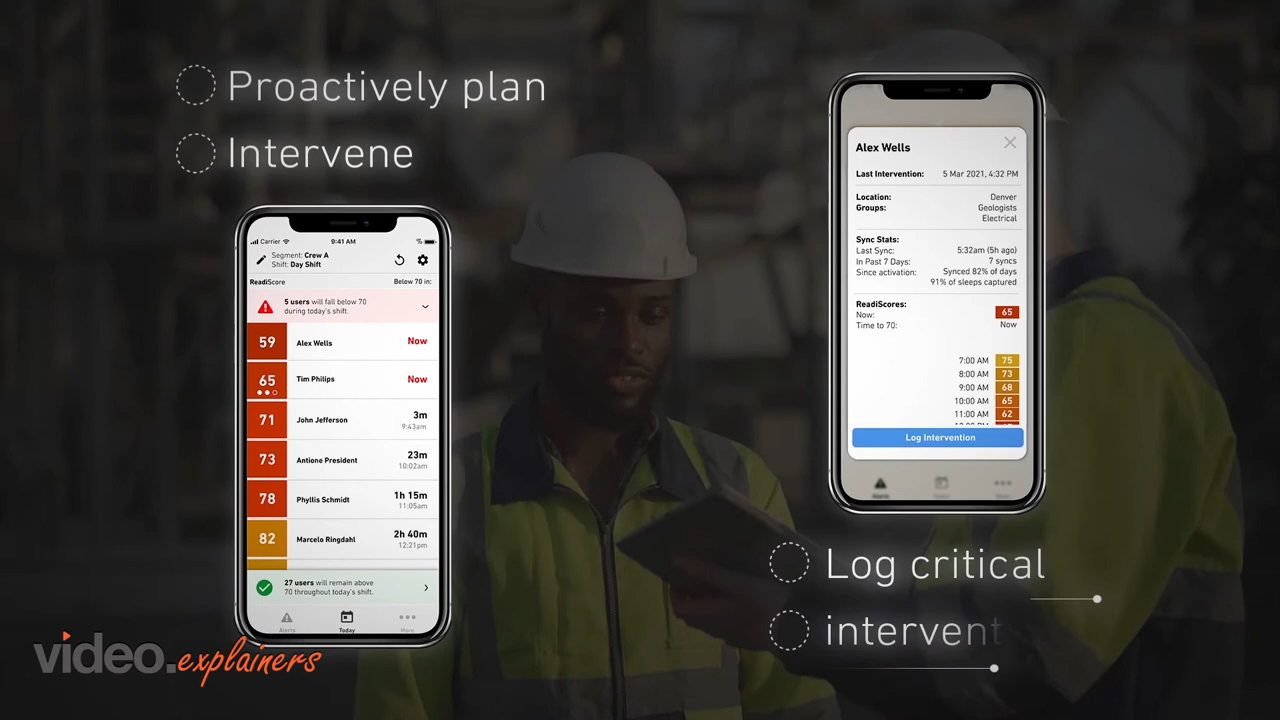 Proactively plan
Intervene
Carrier
9:41 AM
%
Segment: Crew A
Shift: Day Shift
ReadiScore
Below 70 in:
5 users will fall below 70
during today's shift.
59 Alex Wells Now
65 Tim Philips Now
71 John Jefferson 3m
9:43am
73 Antione President 23m
10:02am
78 Phyllis Schmidt 1h 15m
11:05am
82 Marcelo Ringdahl 2h 40m
12:21pm
27 users will remain above
70 throughout today's shift.
Alerts Today More
video.explainers
Alex Wells
Last Intervention: 5 Mar 2021, 4:32 PM
Location: Denver
Groups: Geologists
Electrical
Sync Stats:
Last Sync: 5:32am (5h ago)
In Past 7 Days: 7 syncs
Since activation: Synced 82% of days
91% of sleeps captured
ReadiScores:
Now: 65
Time to 70: Now
7:00 AM 75
8:00 AM 73
9:00 AM 68
10:00 AM 65
11:00 AM 62
Log Intervention
Alerts
Log critical
intervent